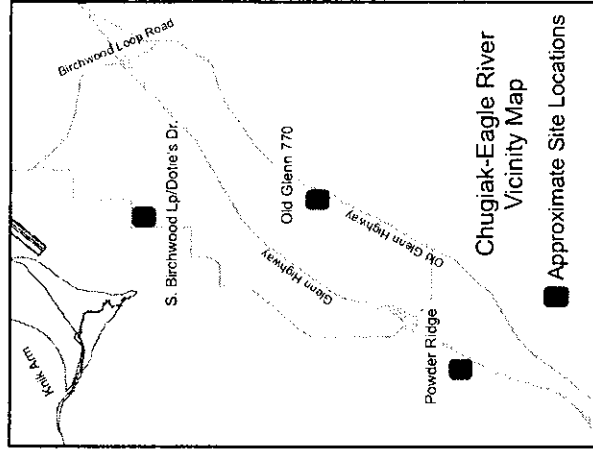 Birchwood Loop Road
Knik Arm
S. Birchwood Lp/Dotie's Dr.
Old Glenn 770
Glenn Highway
Old Glenn Highway
Powder Ridge
Chugiak-Eagle River
Vicinity Map
Approximate Site Locations